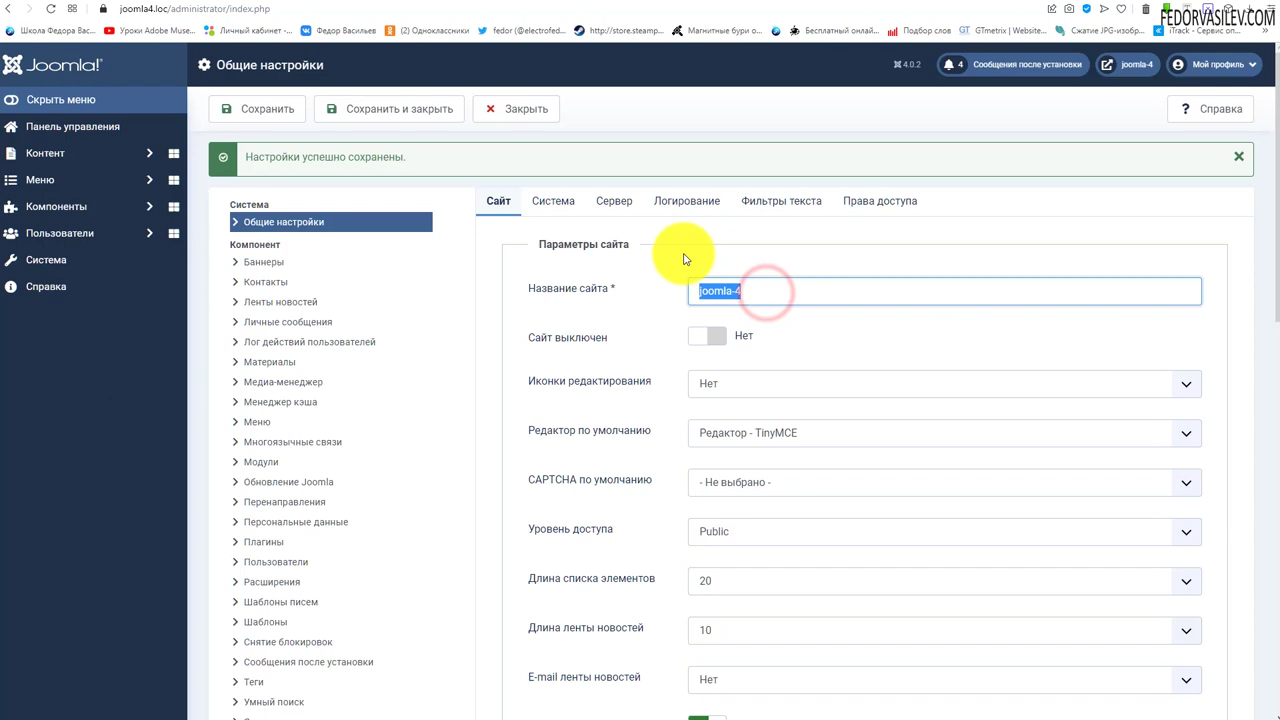 joomla4.loc/administrator/index.php
FEDORVASILEV.COM
Школа Федора Вас...
Уроки Adobe Muse...
Личный кабинет -...
Федор Васильев
(2) Одноклассники
fedor (@electrofed...
http://store.steamp...
Магнитные бури о...
Бесплатный онлай...
Подбор слов
GTmetrix | Website...
Сжатие JPG-изобр...
iTrack - Сервис оп...
Joomla!
Общие настройки
4.0.2
4 Сообщения после установки
joomla-4
Мой профиль
Скрыть меню
Панель управления
Контент
Меню
Компоненты
Пользователи
Система
Справка
Сохранить
Сохранить и закрыть
Закрыть
? Справка
Настройки успешно сохранены.
Система
Общие настройки
Компонент
Баннеры
Контакты
Ленты новостей
Личные сообщения
Лог действий пользователей
Материалы
Медиа-менеджер
Менеджер кэша
Меню
Многоязычные связи
Модули
Обновление Joomla
Перенаправления
Персональные данные
Плагины
Пользователи
Расширения
Шаблоны писем
Шаблоны
Снятие блокировок
Сообщения после установки
Теги
Умный поиск
Сайт
Система
Сервер
Логирование
Фильтры текста
Права доступа
Параметры сайта
Название сайта *
joomla-4
Сайт выключен
Нет
Иконки редактирования
Нет
Редактор по умолчанию
Редактор - TinyMCE
CAPTCHA по умолчанию
- Не выбрано -
Уровень доступа
Public
Длина списка элементов
20
Длина ленты новостей
10
E-mail ленты новостей
Нет